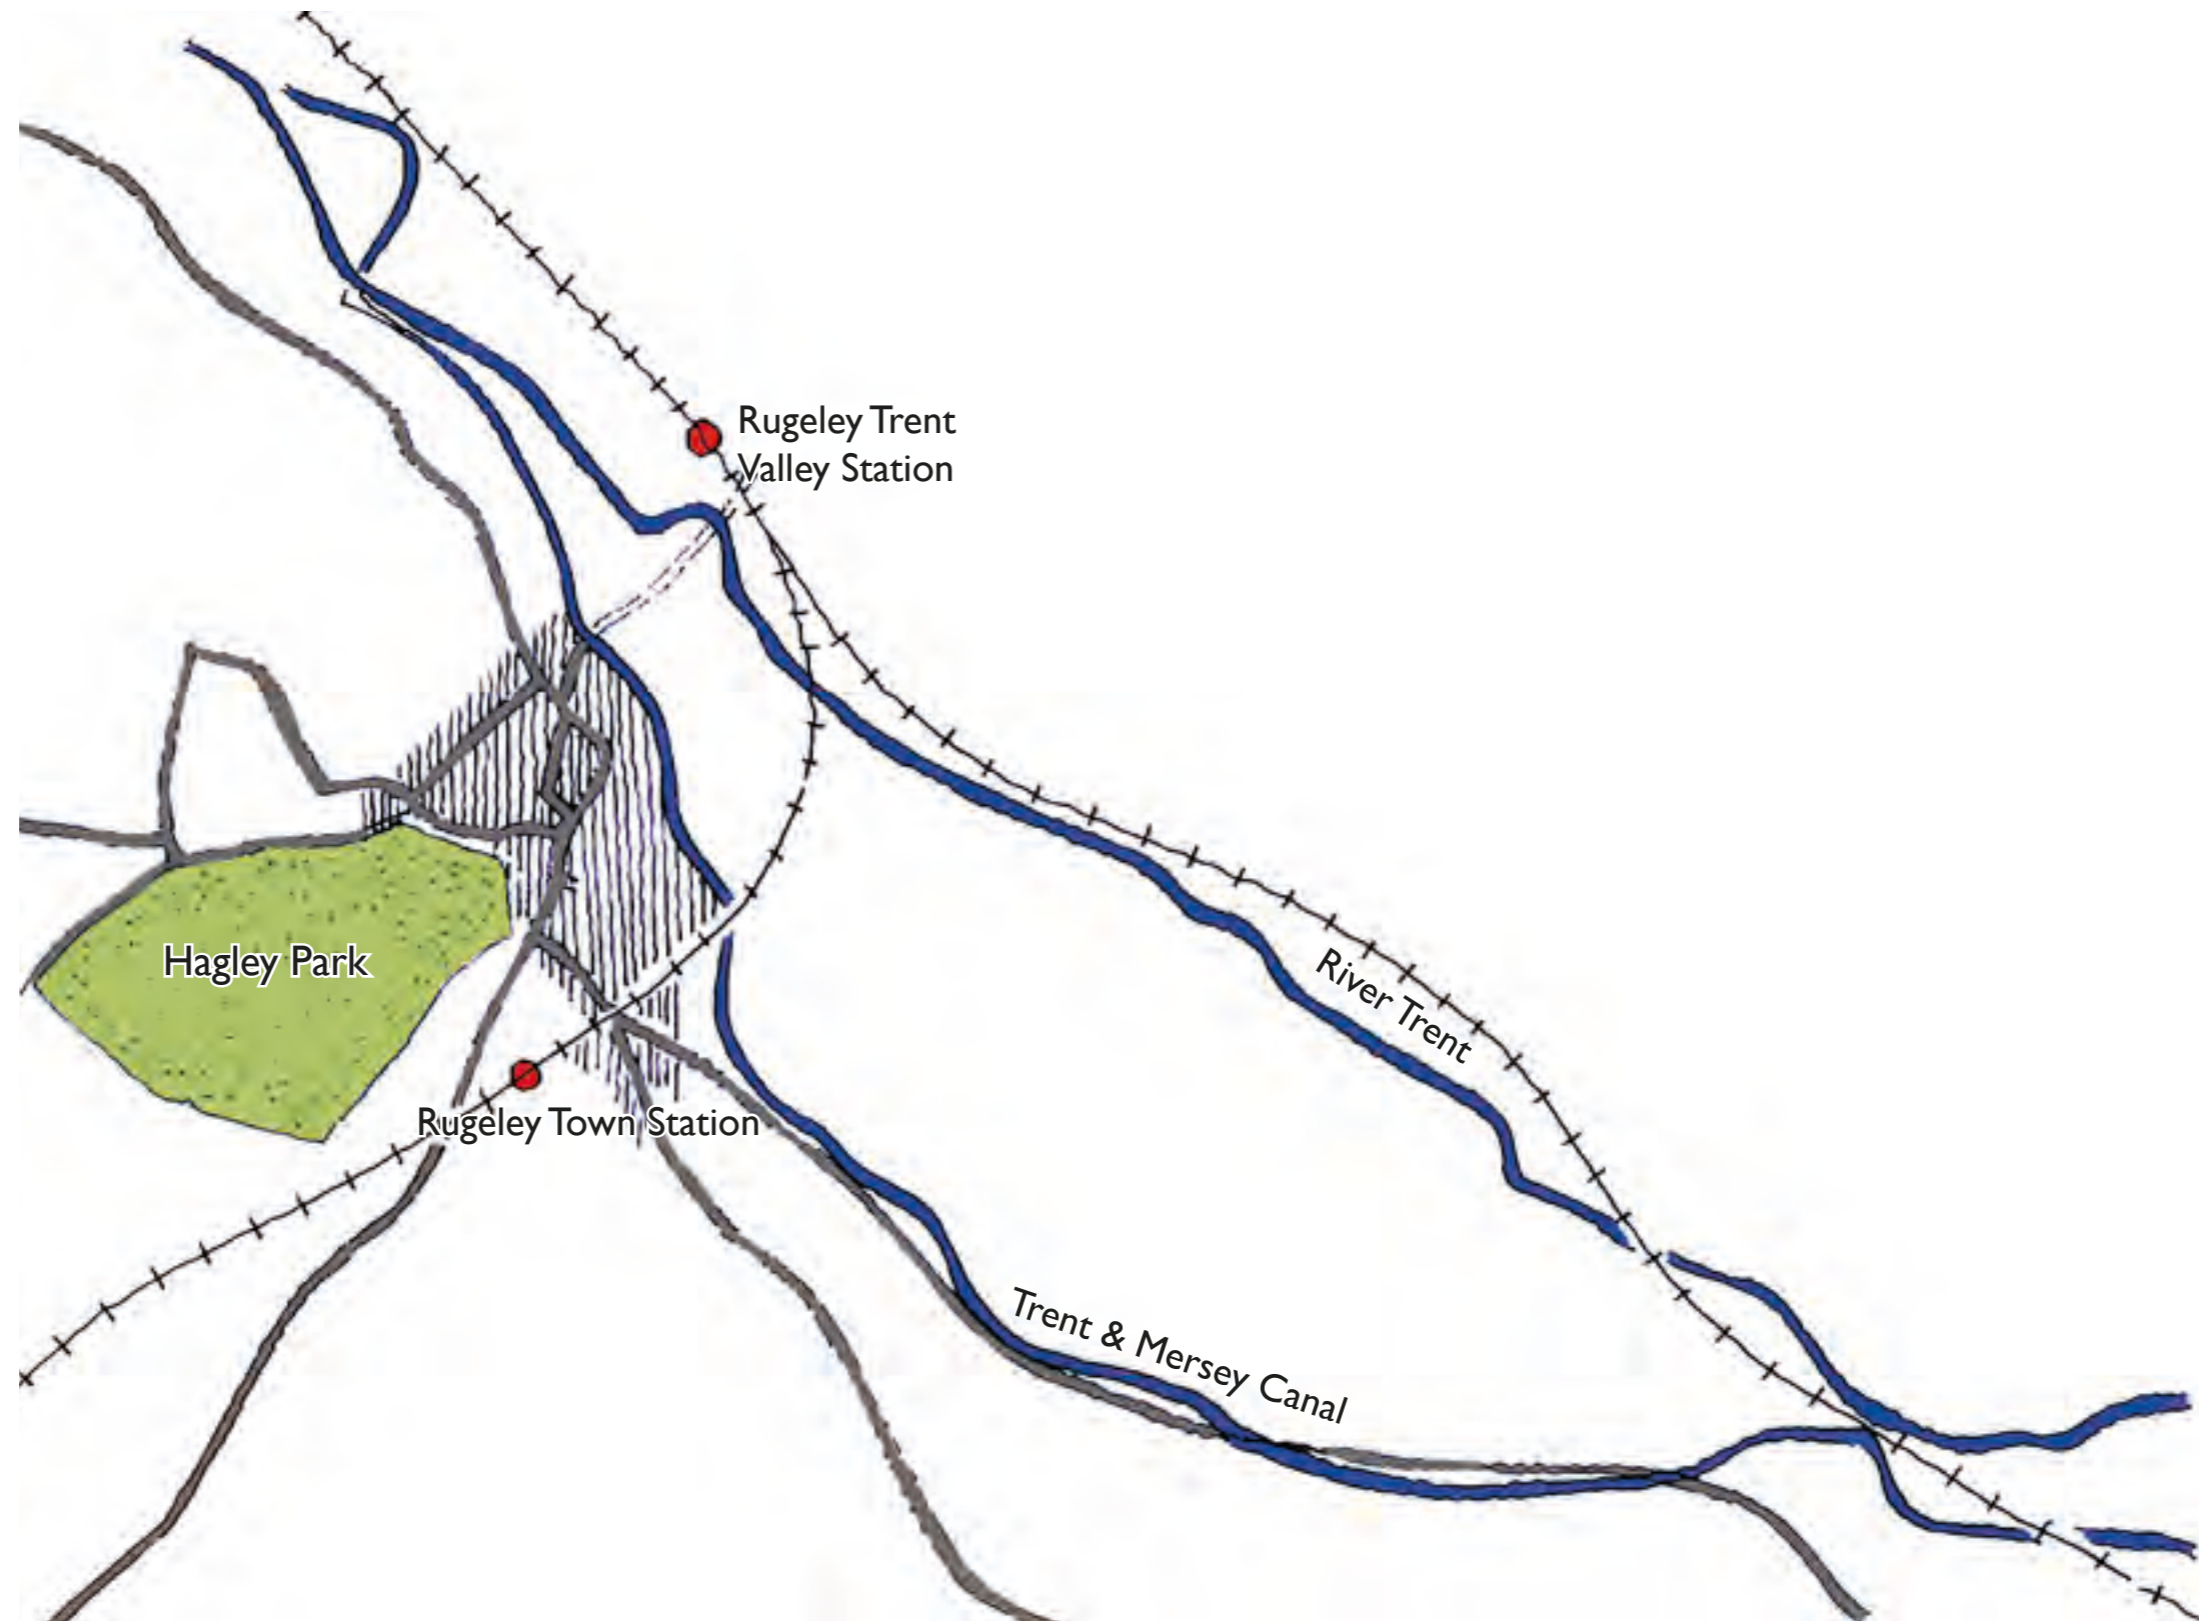 Rugeley Trent
Valley Station
Hagley Park
River Trent
Rugeley Town Station
Trent & Mersey Canal